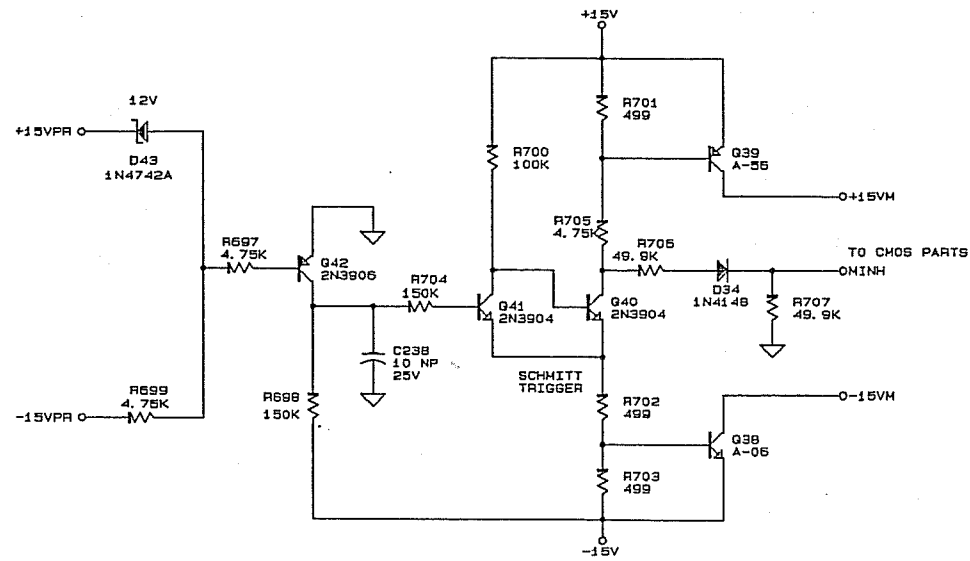 +15V
12V
+15VPR
D43
1N4742A
R701
499
R700
100K
Q39
A-55
+15VM
R697
4.75K
Q42
2N3906
R705
4.75K
R706
49.9K
TO CMOS PARTS
MINH
D34
1N4148
R707
49.9K
R704
150K
Q41
2N3904
Q40
2N3904
C238
10 NP
25V
SCHMITT
TRIGGER
R699
4.75K
-15VPR
R698
150K
R702
499
-15VM
Q38
A-06
R703
499
-15V